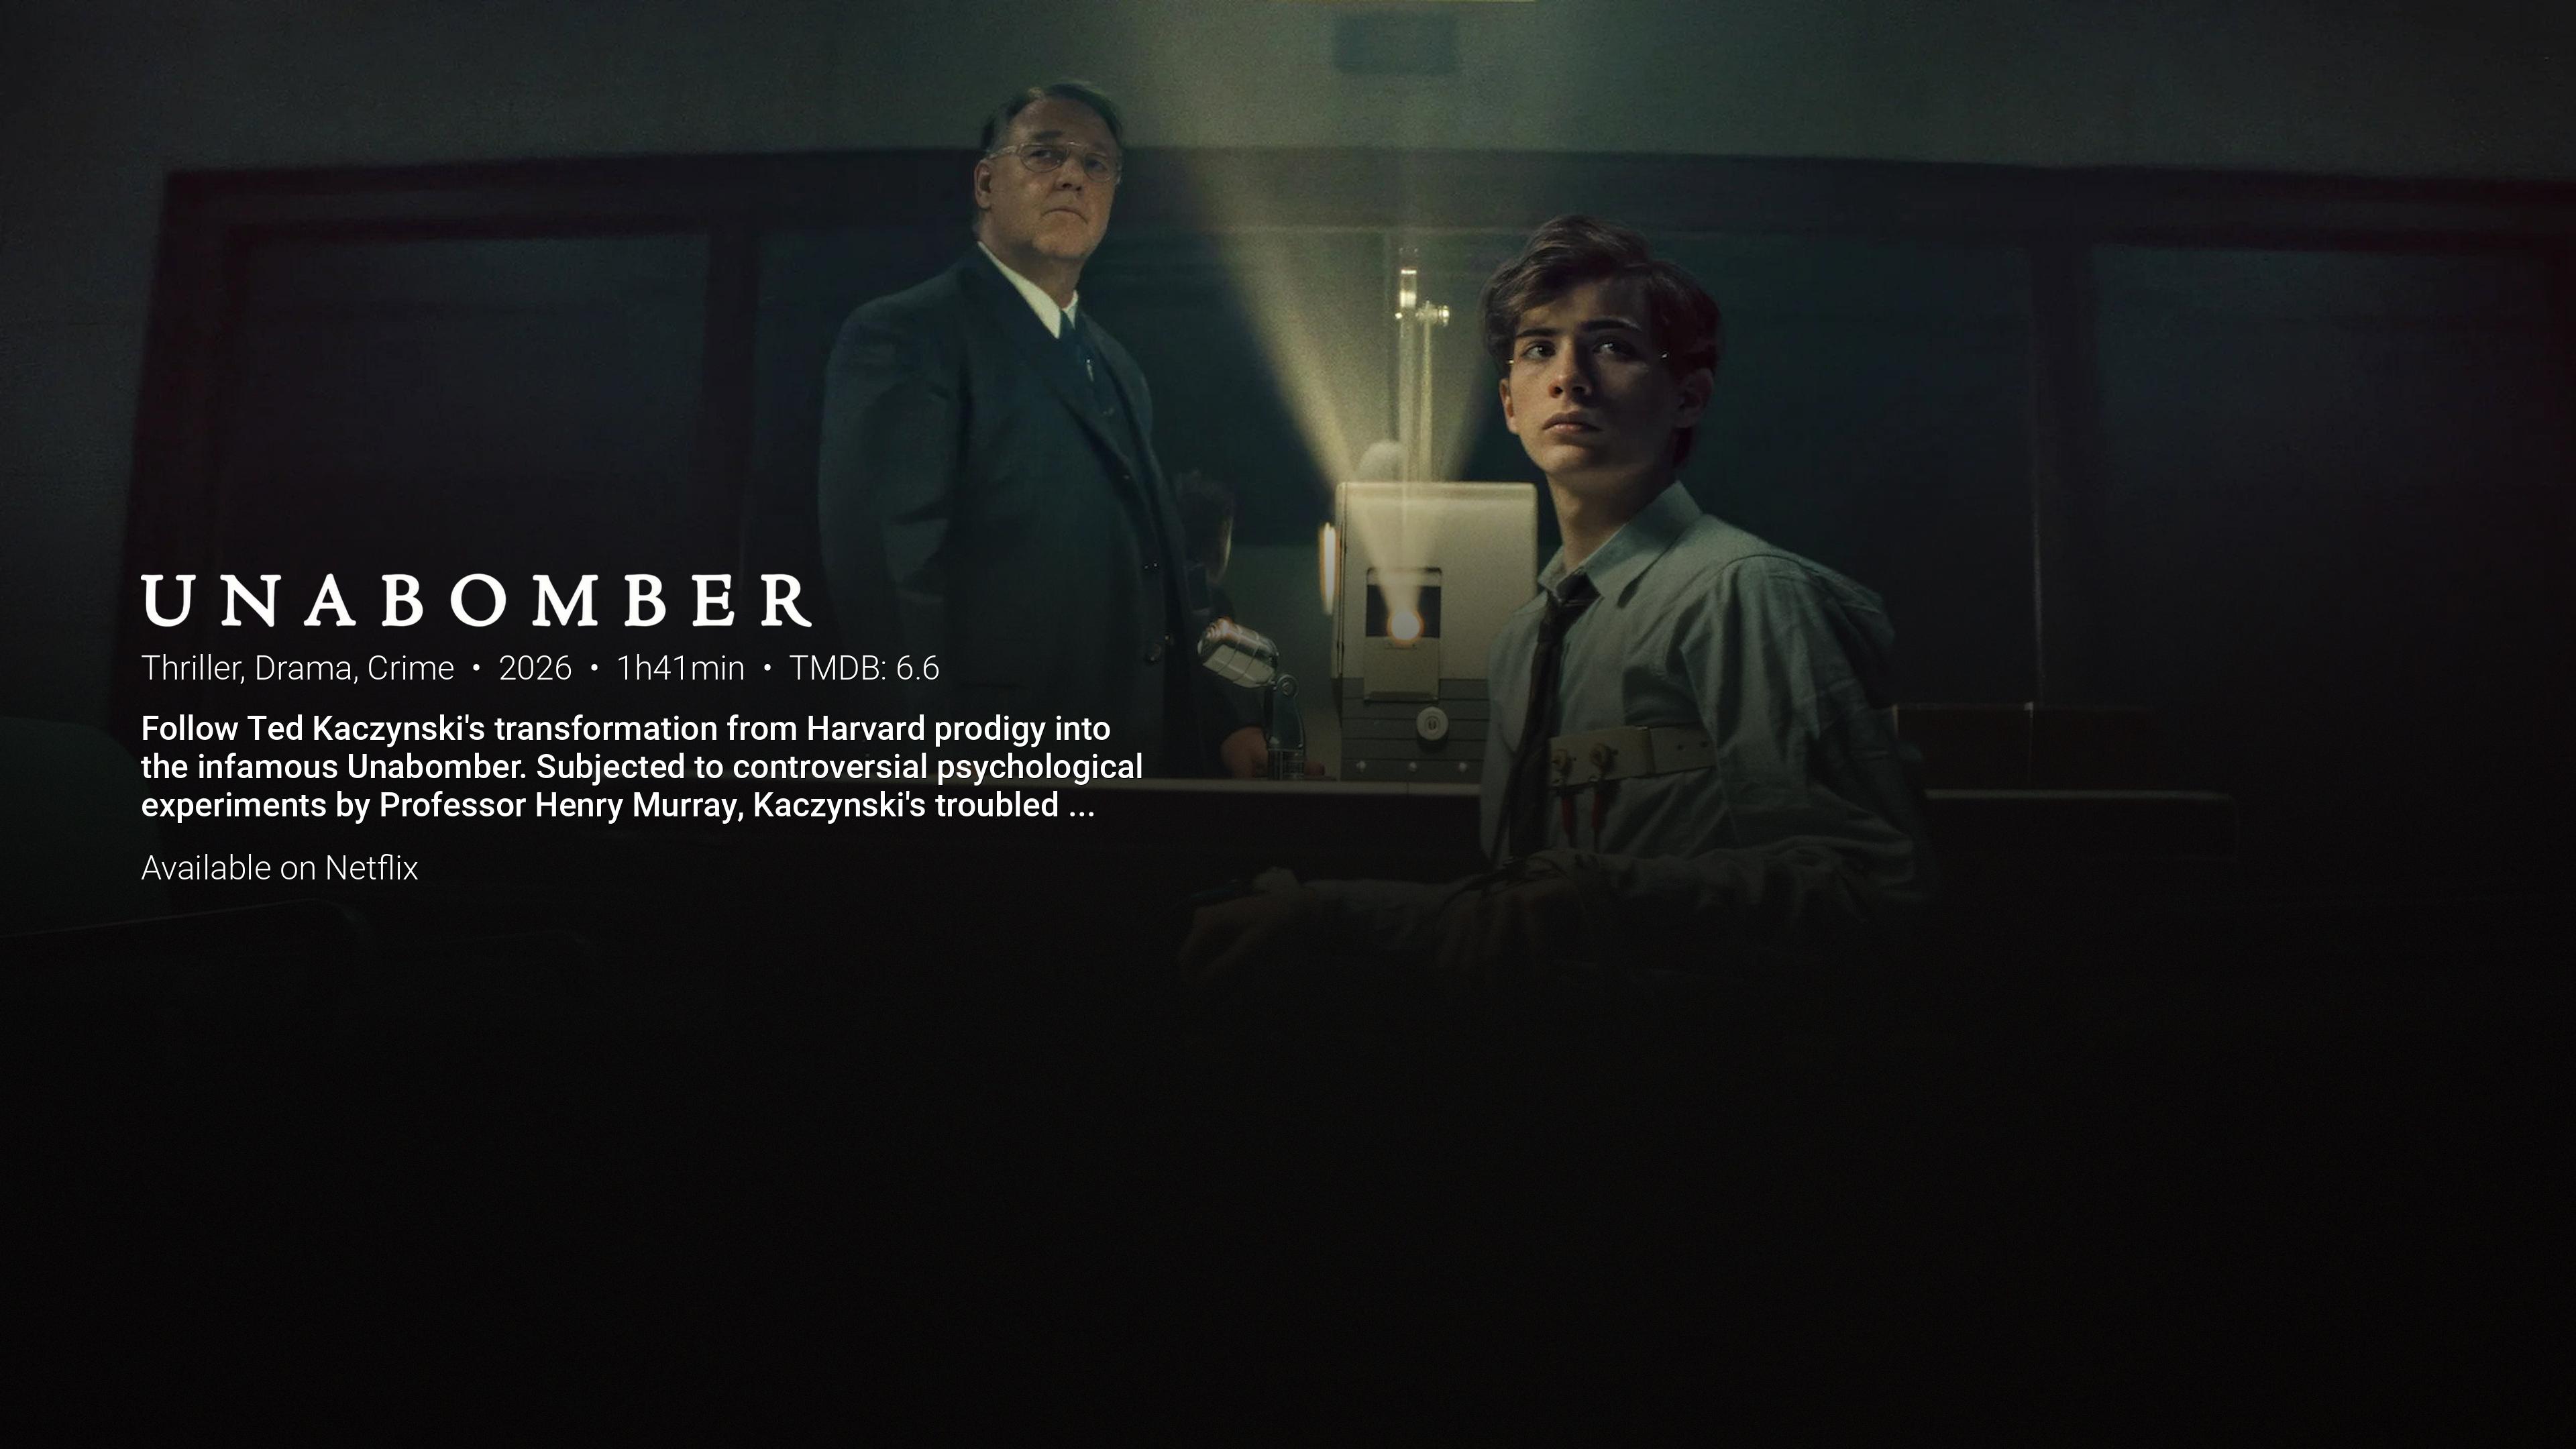 UNABOMBER
Thriller, Drama, Crime • 2026 • 1h41min • TMDB: 6.6
Follow Ted Kaczynski's transformation from Harvard prodigy into
the infamous Unabomber. Subjected to controversial psychological
experiments by Professor Henry Murray, Kaczynski's troubled ...
Available on Netflix